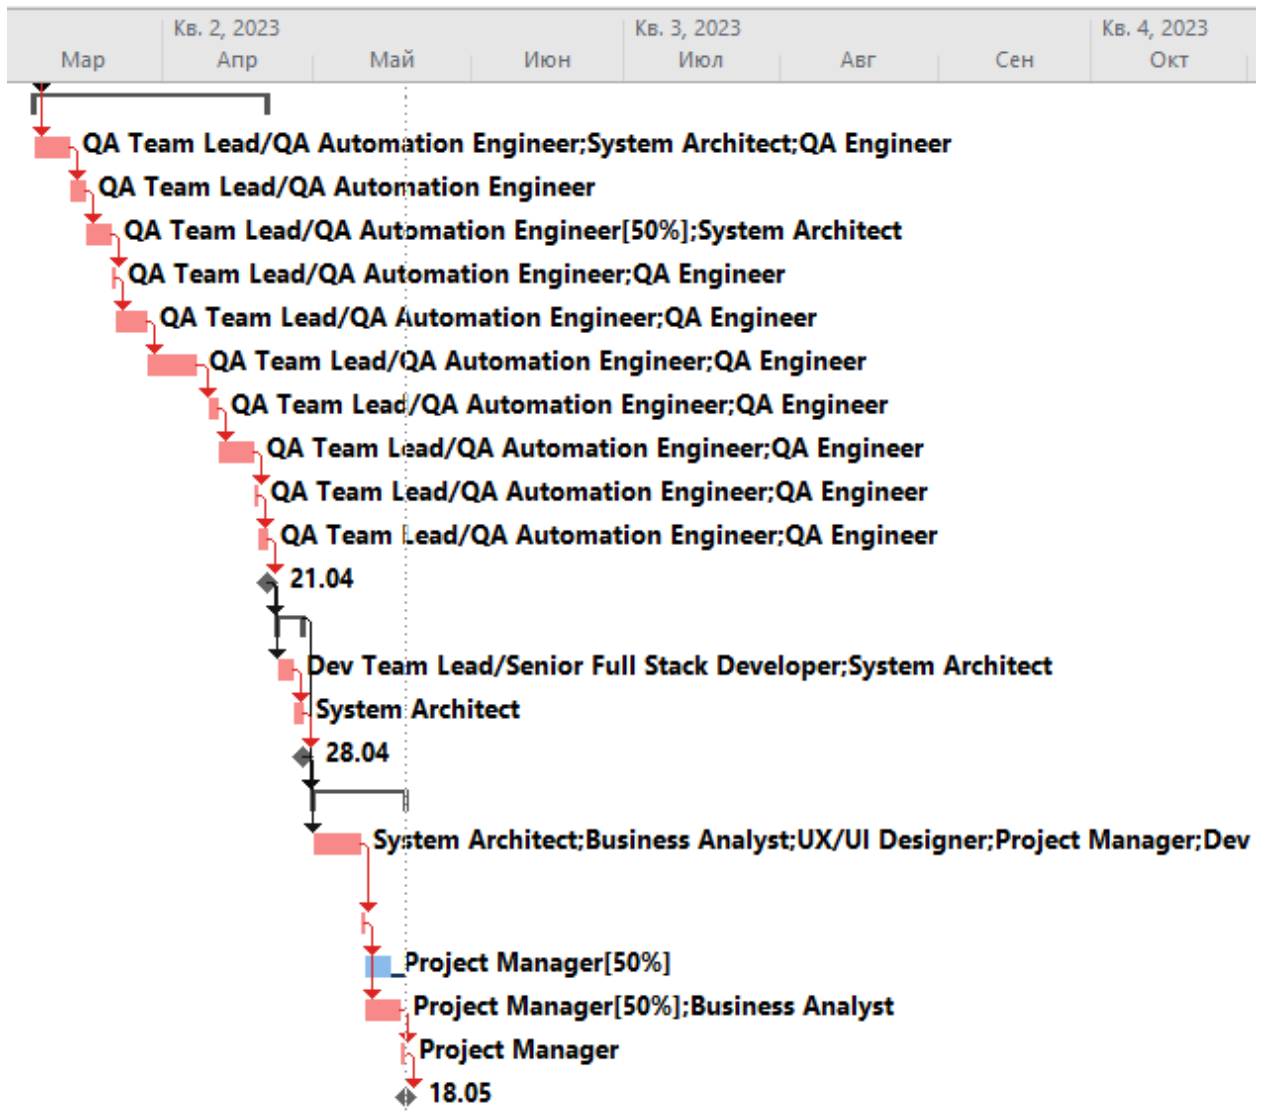 Кв. 2, 2023 Кв. 3, 2023 Кв. 4, 2023
Мар Апр Май Июн Июл Авг Сен Окт
QA Team Lead/QA Automation Engineer;System Architect;QA Engineer
QA Team Lead/QA Automation Engineer
QA Team Lead/QA Automation Engineer[50%];System Architect
QA Team Lead/QA Automation Engineer;QA Engineer
QA Team Lead/QA Automation Engineer;QA Engineer
QA Team Lead/QA Automation Engineer;QA Engineer
QA Team Lead/QA Automation Engineer;QA Engineer
QA Team Lead/QA Automation Engineer;QA Engineer
QA Team Lead/QA Automation Engineer;QA Engineer
QA Team Lead/QA Automation Engineer;QA Engineer
21.04
Dev Team Lead/Senior Full Stack Developer;System Architect
System Architect
28.04
System Architect;Business Analyst;UX/UI Designer;Project Manager;Dev
Project Manager[50%]
Project Manager[50%];Business Analyst
Project Manager
18.05